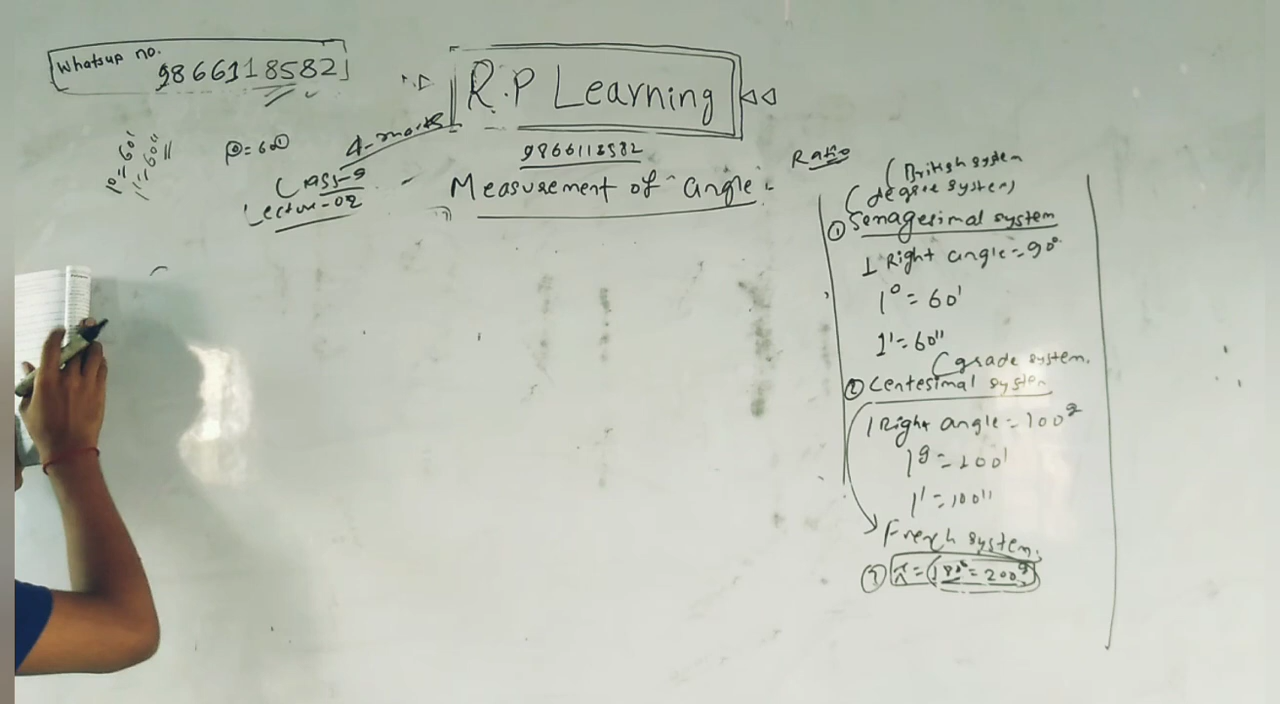 Whatsup no.
9866118582
R.P Learning
9866118582
1°=60'
1'=60"
4-marks
Class-9
Lecture-02
Measurement of angle.
Ratio
(British system
(degree system)
① Senagesimal system
1 Right angle=90°
1°=60'
1'=60"
(grade system.
② Centesimal system
1 Right angle=100ᵍ
1ᵍ=100'
1'=100"
French system.
π=180°=200ᵍ